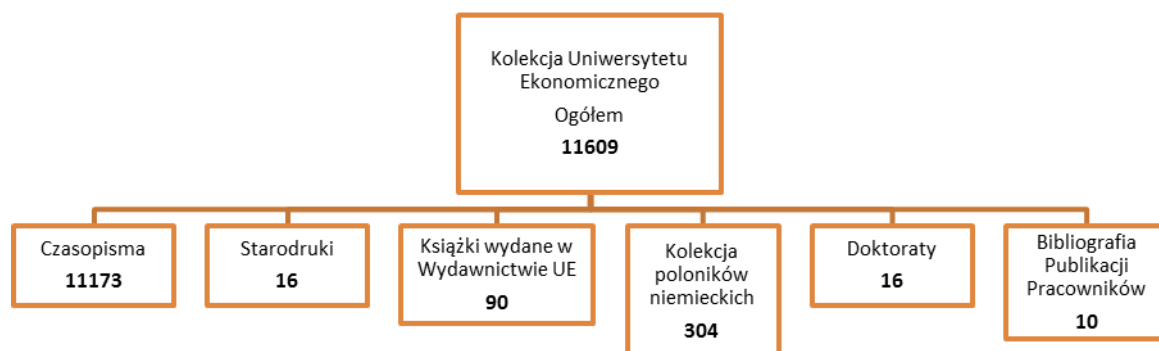 Kolekcja Uniwersytetu
Ekonomicznego
Ogółem
11609
Czasopisma
11173
Starodruki
16
Książki wydane w
Wydawnictwie UE
90
Kolekcja
poloników
niemieckich
304
Doktoraty
16
Bibliografia
Publikacji
Pracowników
10